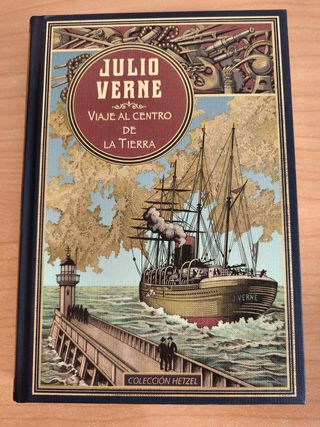 JULIO
VERNE
VIAJE AL CENTRO
DE
LA TIERRA
J. VERNE
COLECCIÓN HETZEL